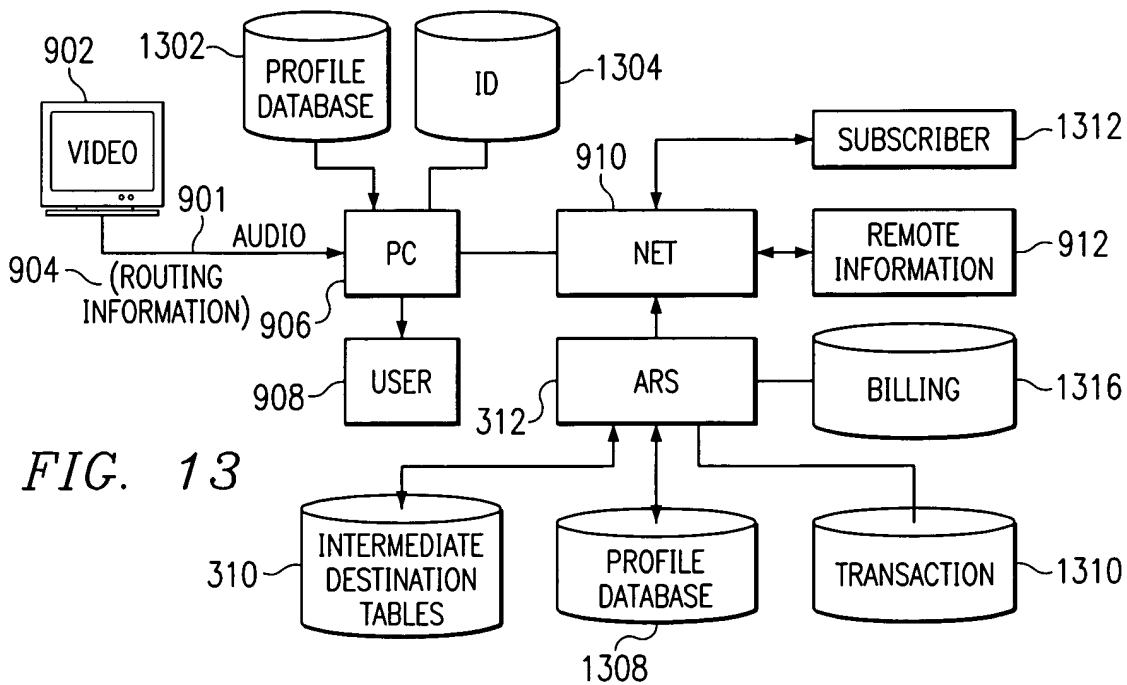 902
1302
PROFILE
DATABASE
ID
1304
VIDEO
910
SUBSCRIBER
1312
901
AUDIO
904
(ROUTING
INFORMATION)
PC
906
NET
REMOTE
INFORMATION
912
USER
908
ARS
312
BILLING
1316
FIG. 13
INTERMEDIATE
DESTINATION
TABLES
310
PROFILE
DATABASE
1308
TRANSACTION
1310